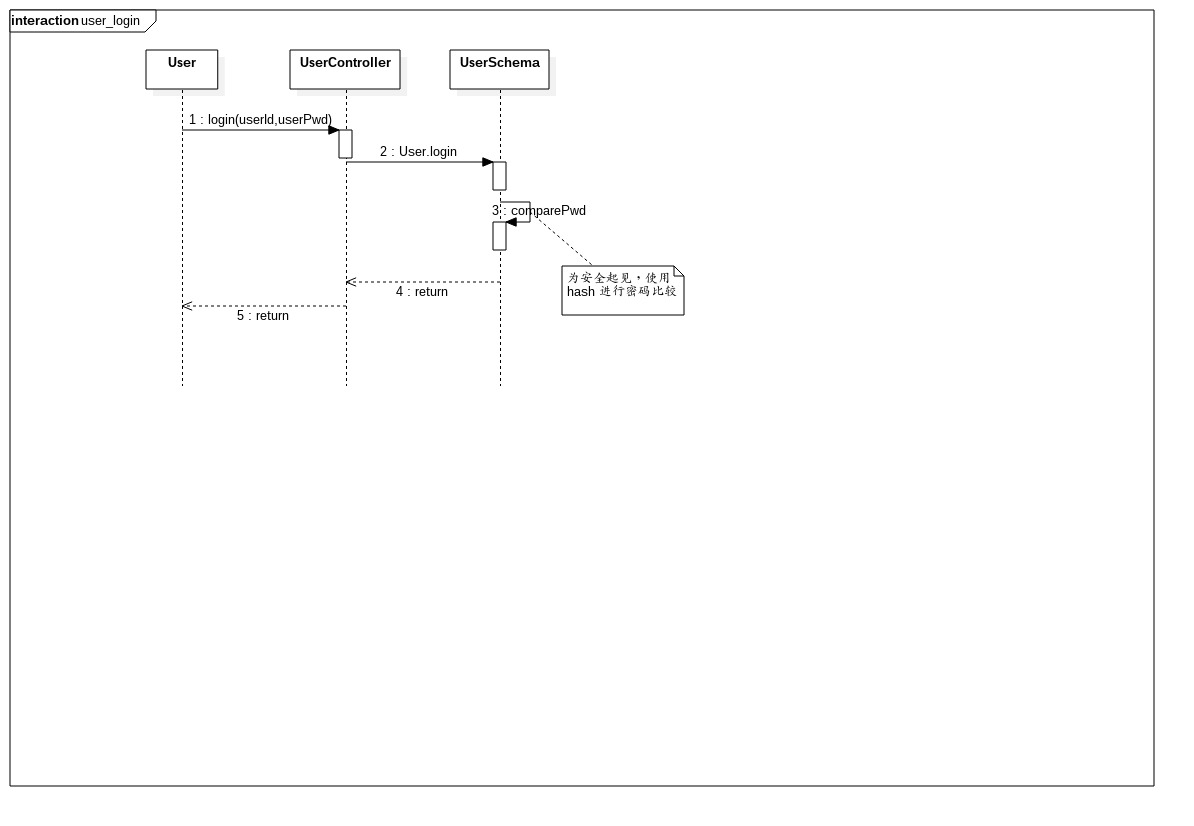 interaction user_login
User
UserController
UserSchema
1 : login(userId,userPwd)
2 : User.login
3 : comparePwd
为安全起见，使用
hash 进行密码比较
4 : return
5 : return